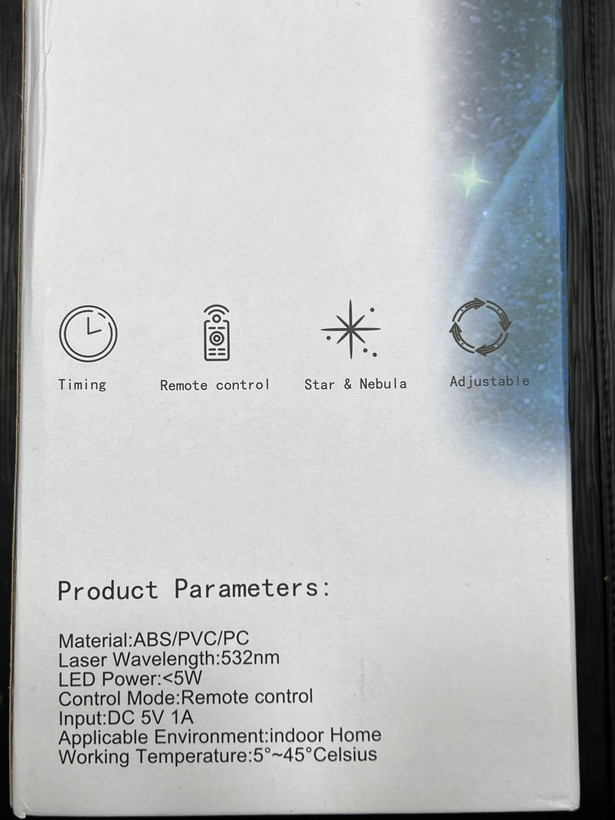 Timing
Remote control
Star & Nebula
Adjustable
Product Parameters:
Material:ABS/PVC/PC
Laser Wavelength:532nm
LED Power:<5W
Control Mode:Remote control
Input:DC 5V 1A
Applicable Environment:indoor Home
Working Temperature:5°~45°Celsius